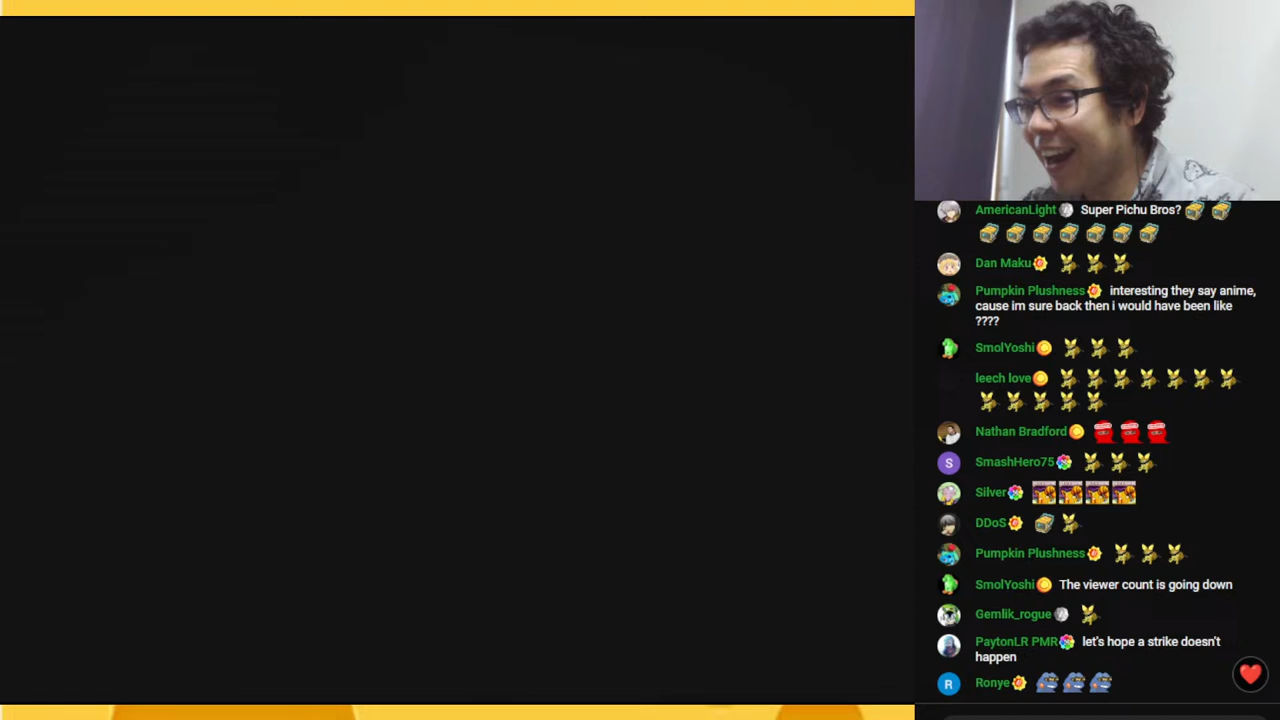 AmericanLight Super Pichu Bros?
Dan Maku
Pumpkin Plushness interesting they say anime,
cause im sure back then i would have been like
????
SmolYoshi
leech love
Nathan Bradford
S SmashHero75
Silver
DDoS
Pumpkin Plushness
SmolYoshi The viewer count is going down
Gemlik_rogue
PaytonLR PMR let's hope a strike doesn't
happen
R Ronye